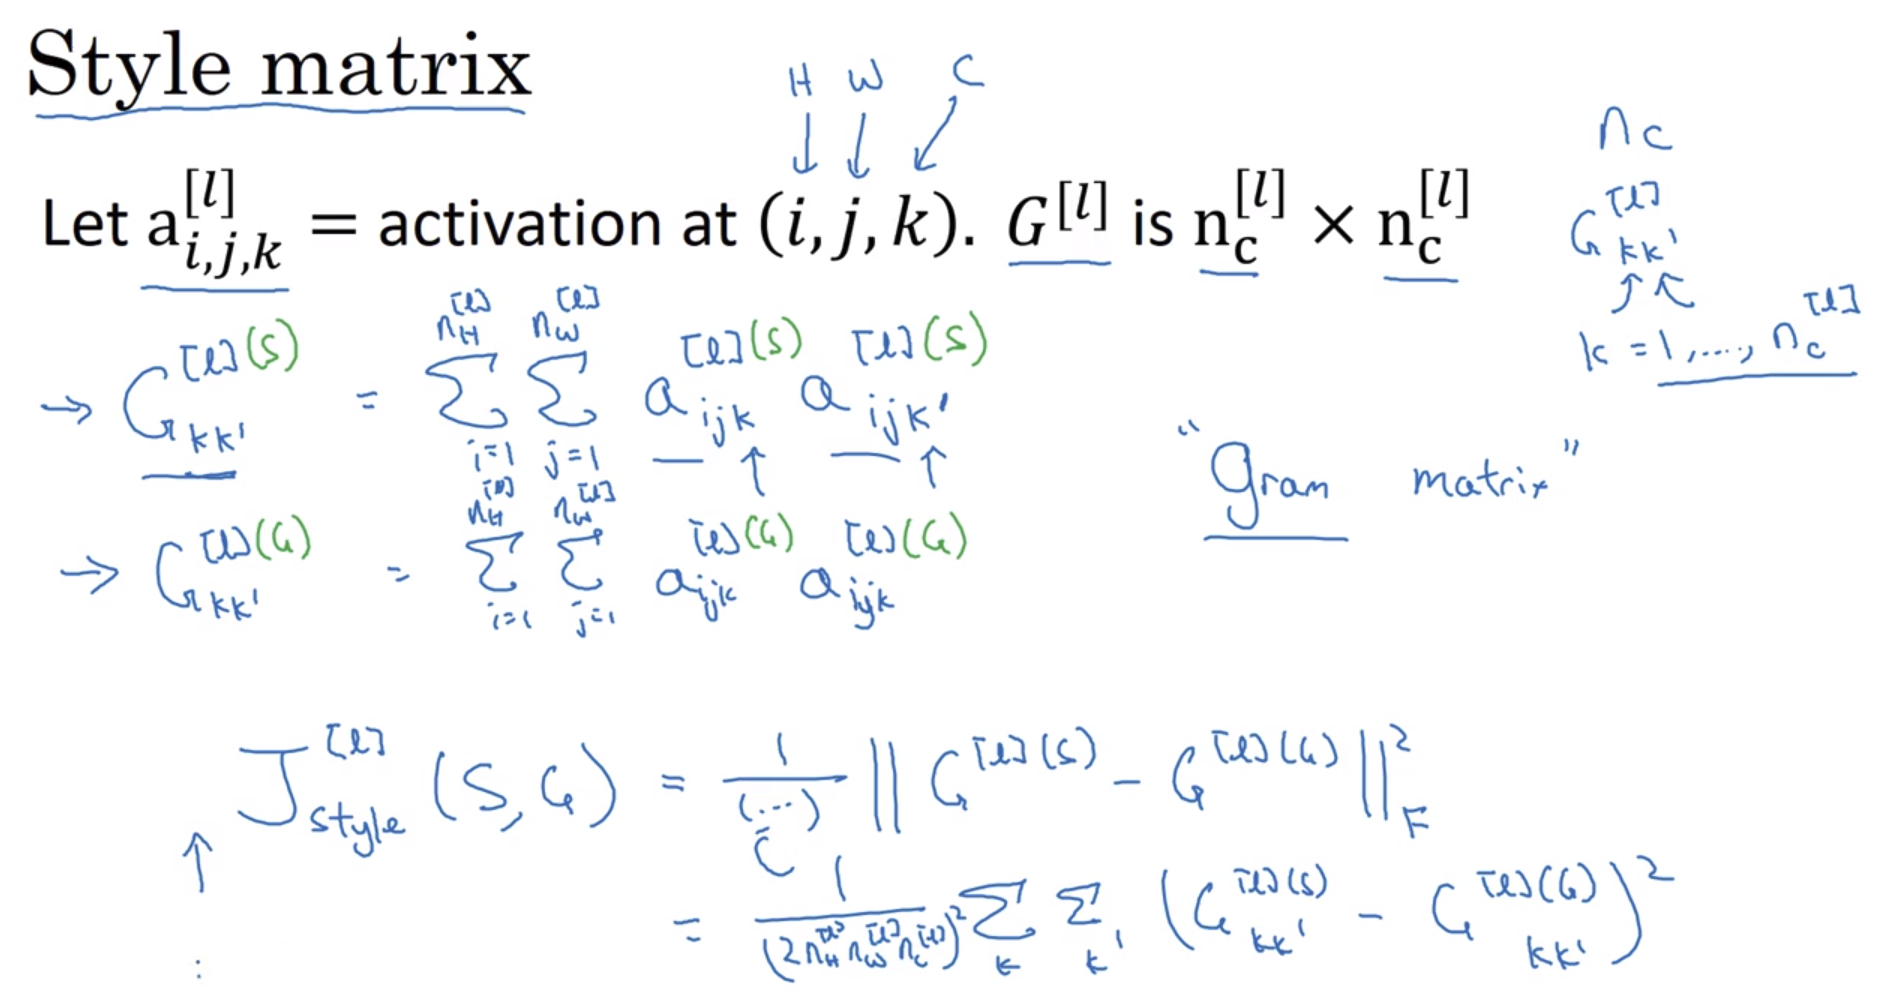 Style matrix
H W C
Let a^{[l]}_{i,j,k} = activation at (i, j, k). G^{[l]} is n_c^{[l]} × n_c^{[l]}
n_c
G^{[l]}_{kk'}
k = 1, ...., n_c^{[l]}
→ G^{[l](S)}_{kk'} = Σ_{i=1}^{n_H^{[l]}} Σ_{j=1}^{n_W^{[l]}} a^{[l](S)}_{ijk} a^{[l](S)}_{ijk'}
"Gram matrix"
→ G^{[l](G)}_{kk'} = Σ_{i=1}^{n_H^{[l]}} Σ_{j=1}^{n_W^{[l]}} a^{[l](G)}_{ijk} a^{[l](G)}_{ijk}
J^{[l]}_{style} (S, G) = 1/(...) || G^{[l](S)} - G^{[l](G)} ||_F^2
= 1/(2 n_H^{[l]} n_W^{[l]} n_c^{[l]})^2 Σ_k Σ_{k'} (G^{[l](S)}_{kk'} - G^{[l](G)}_{kk'})^2